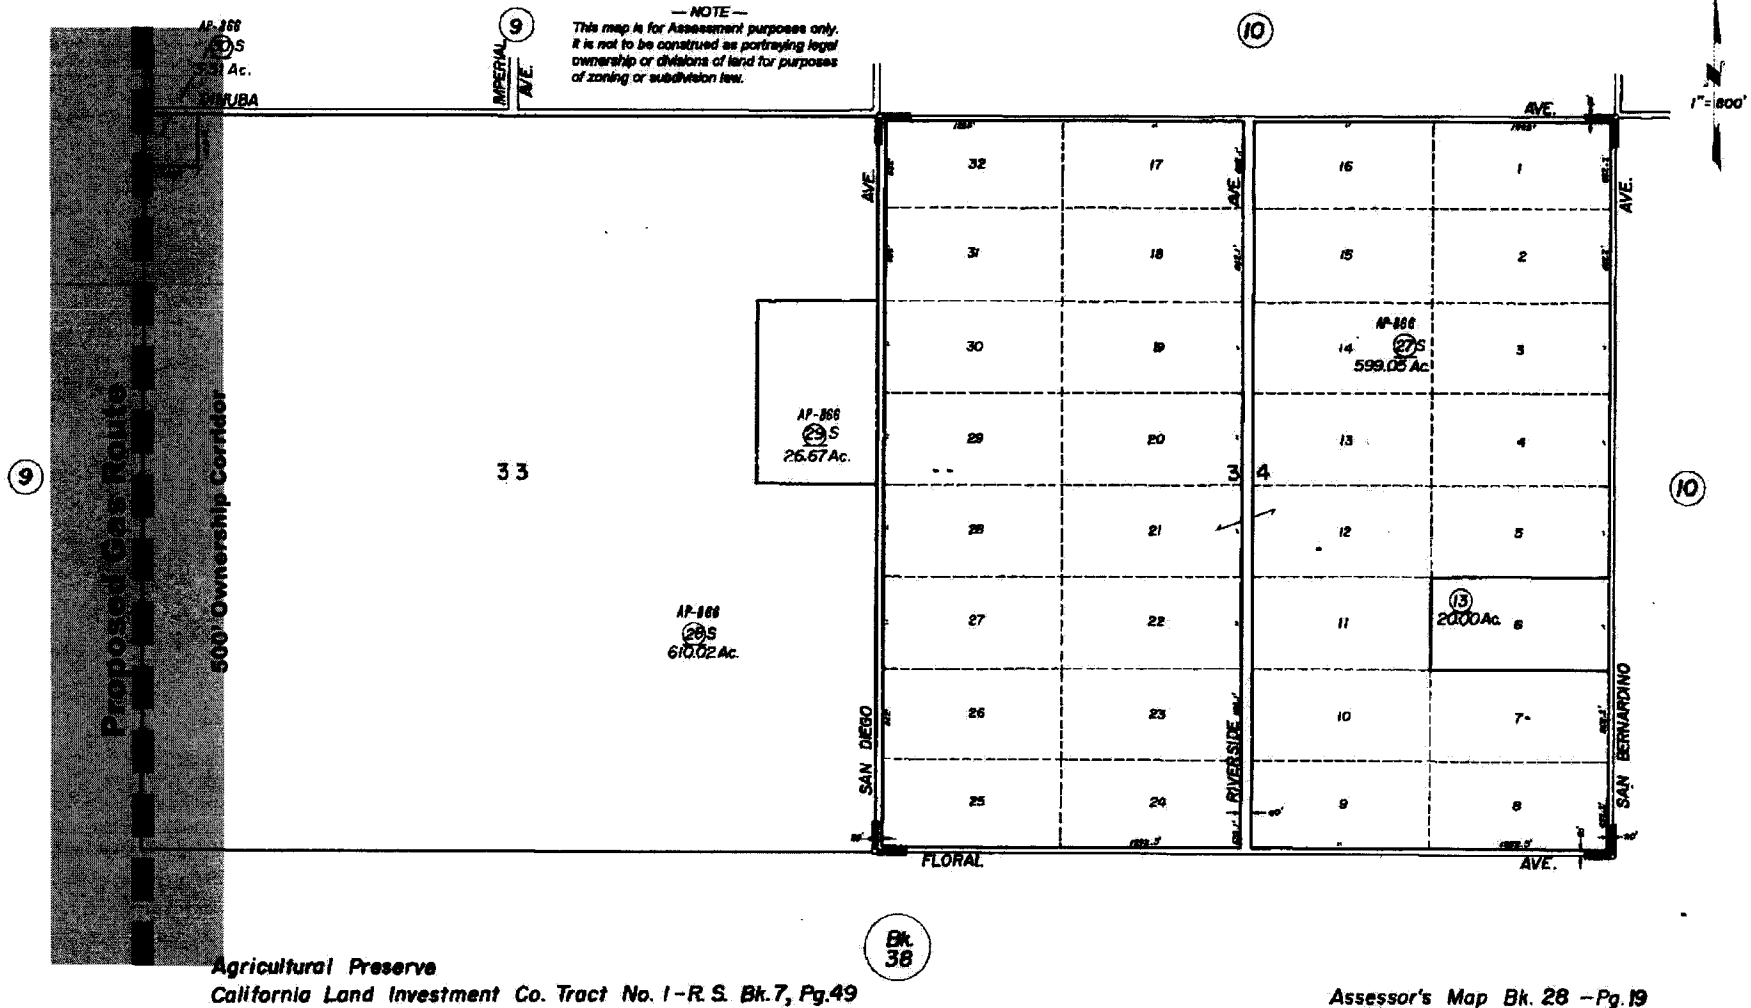 — NOTE —
This map is for Assessment purposes only.
It is not to be construed as portraying legal
ownership or divisions of land for purposes
of zoning or subdivision law.
AP-866
S
Ac.
9
10
IMPERIAL
AVE.
DINUBA
AVE.
1"=800'
AVE.
AVE.
AVE.
32
17
16
1
31
18
15
2
30
19
14
3
AP-866
27 S
599.05 Ac.
29
20
13
4
AP-866
29 S
26.67 Ac.
9
33
34
10
28
21
12
5
27
22
11
6
13
20.00 Ac.
AP-866
28 S
610.02 Ac.
26
23
10
7
25
24
9
8
Proposed Gas Route
500' Ownership Corridor
SAN DIEGO
RIVERSIDE
SAN BERNARDINO
FLORAL
AVE.
Bk.
38
Agricultural Preserve
California Land Investment Co. Tract No. 1-R.S. Bk.7, Pg.49
Assessor's Map Bk. 28 -Pg.19